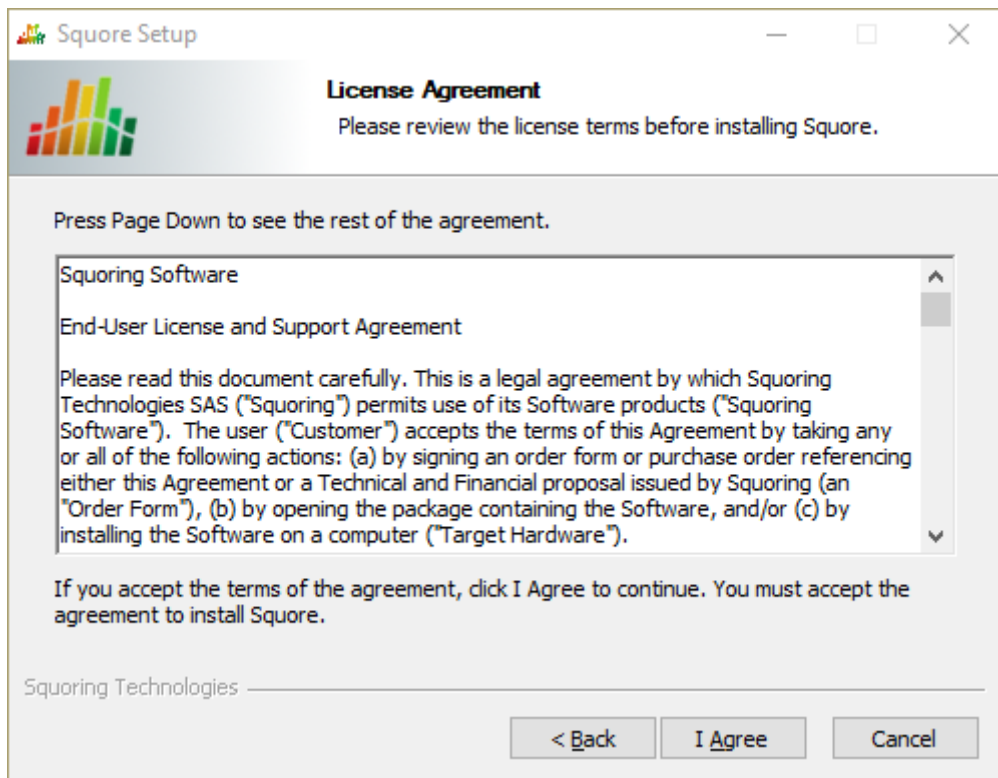 Squore Setup
License Agreement
Please review the license terms before installing Squore.
Press Page Down to see the rest of the agreement.
Squoring Software
End-User License and Support Agreement
Please read this document carefully. This is a legal agreement by which Squoring
Technologies SAS ("Squoring") permits use of its Software products ("Squoring
Software").  The user ("Customer") accepts the terms of this Agreement by taking any
or all of the following actions: (a) by signing an order form or purchase order referencing
either this Agreement or a Technical and Financial proposal issued by Squoring (an
"Order Form"), (b) by opening the package containing the Software, and/or (c) by
installing the Software on a computer ("Target Hardware").
If you accept the terms of the agreement, click I Agree to continue. You must accept the
agreement to install Squore.
Squoring Technologies
< Back
I Agree
Cancel